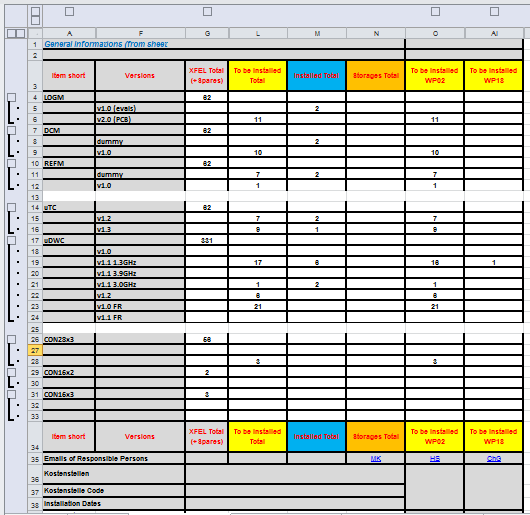 A F G L M N O AI
1 General Informations (from sheet
2
3 Item short Versions XFEL Total (+Spares) To be Installed Total Installed Total Storages Total To be Installed WP02 To be Installed WP18
4 LOGM 62
5 v1.0 (evals) 2
6 v2.0 (PCB) 11 11
7 DCM 62
8 dummy 2
9 v1.0 10 10
10 REFM 62
11 dummy 7 2 7
12 v1.0 1 1
13
14 uTC 62
15 v1.2 7 2 7
16 v1.3 9 1 9
17 uDWC 331
18 v1.0
19 v1.1 1.3GHz 17 6 16 1
20 v1.1 3.9GHz
21 v1.1 3.0GHz 1 2 1
22 v1.2 6 6
23 v1.0 FR 21 21
24 v1.1 FR
25
26 CON28x3 56
27
28 3 3
29 CON16x2 2
30
31 CON16x3 3
32
33
34 Item short Versions XFEL Total (+Spares) To be Installed Total Installed Total Storages Total To be Installed WP02 To be Installed WP18
35 Emails of Responsible Persons MK HS ChG
36 Kostenstellen
37 Kostenstelle Code
38 Installation Dates